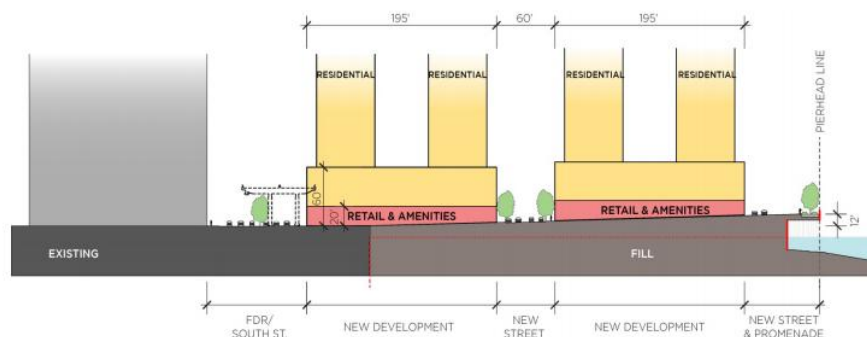 195'
60'
195'
RESIDENTIAL
RESIDENTIAL
RESIDENTIAL
RESIDENTIAL
PIERHEAD LINE
60'
20'
RETAIL & AMENITIES
RETAIL & AMENITIES
12'
EXISTING
FILL
FDR/
SOUTH ST.
NEW DEVELOPMENT
NEW
STREET
NEW DEVELOPMENT
NEW STREET
& PROMENADE